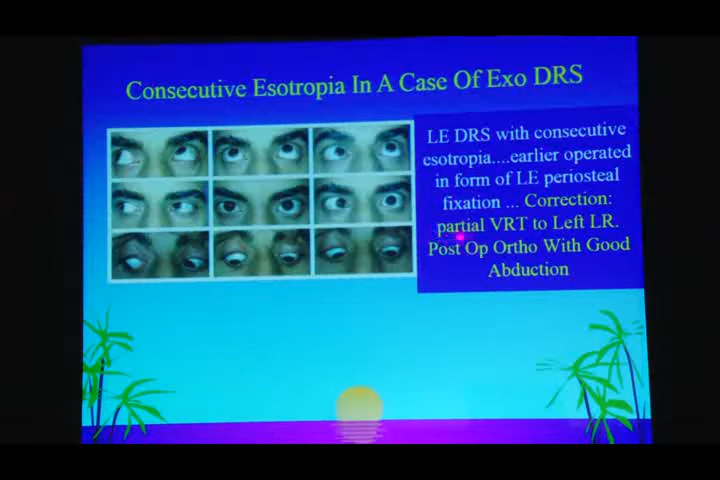 Consecutive Esotropia In A Case Of Exo DRS
LE DRS with consecutive
esotropia....earlier operated
in form of LE periosteal
fixation ... Correction:
partial VRT to Left LR.
Post Op Ortho With Good
Abduction